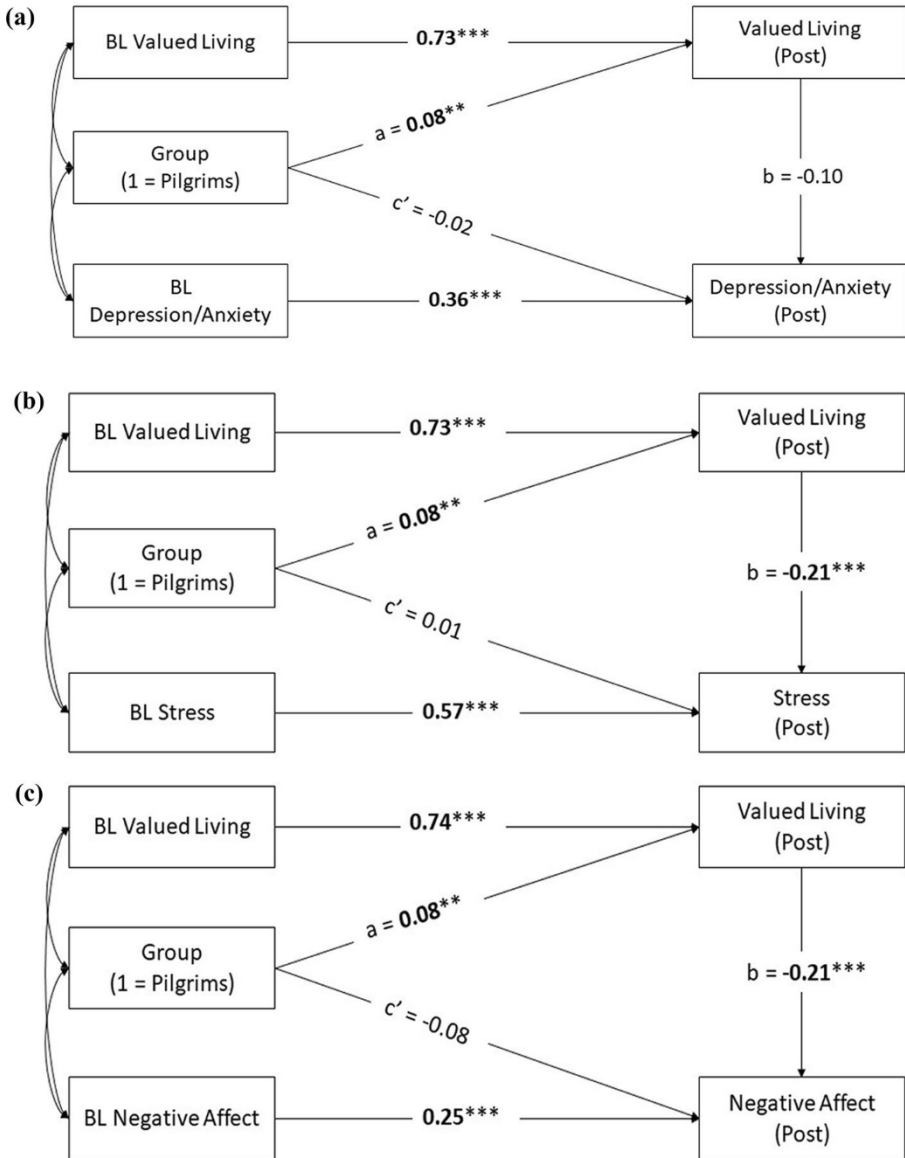 (a)
BL Valued Living
0.73***
Valued Living
(Post)
a = 0.08**
Group
(1 = Pilgrims)
b = -0.10
c’ = -0.02
BL
Depression/Anxiety
0.36***
Depression/Anxiety
(Post)
(b)
BL Valued Living
0.73***
Valued Living
(Post)
a = 0.08**
Group
(1 = Pilgrims)
b = -0.21***
c’ = 0.01
BL Stress
0.57***
Stress
(Post)
(c)
BL Valued Living
0.74***
Valued Living
(Post)
a = 0.08**
Group
(1 = Pilgrims)
b = -0.21***
c’ = -0.08
BL Negative Affect
0.25***
Negative Affect
(Post)